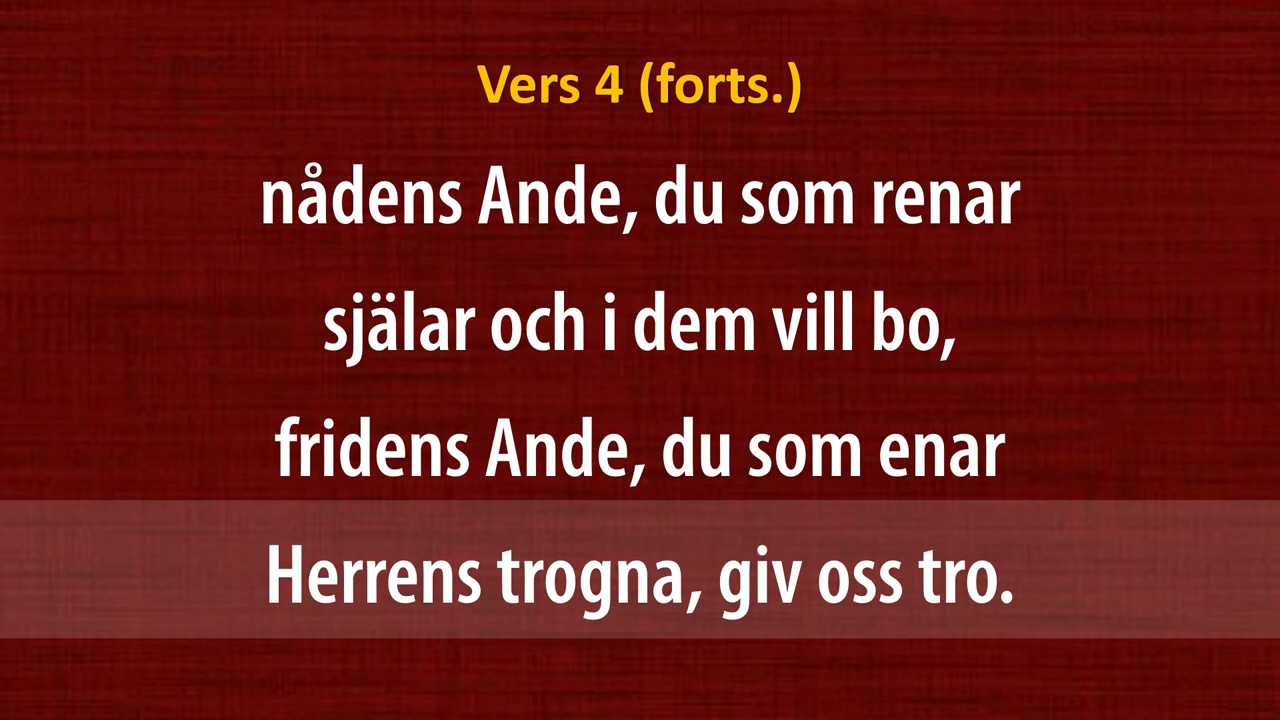 Vers 4 (forts.)
nådens Ande, du som renar
själar och i dem vill bo,
fridens Ande, du som enar
Herrens trogna, giv oss tro.